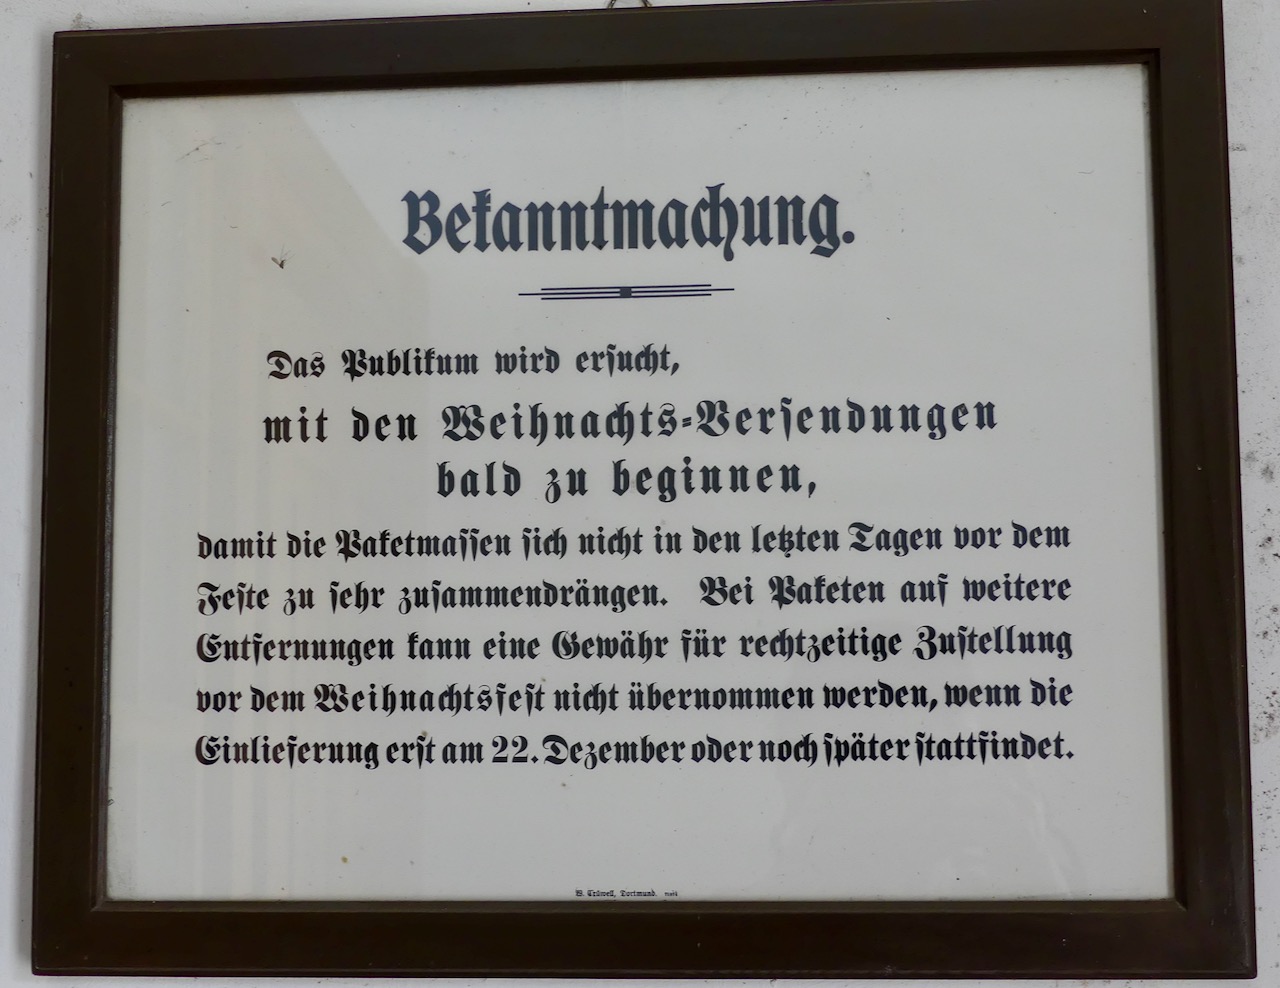 Bekanntmachung.
Das Publikum wird ersucht,
mit den Weihnachts-Versendungen
bald zu beginnen,
damit die Paketmassen sich nicht in den letzten Tagen vor dem
Feste zu sehr zusammendrängen. Bei Paketen auf weitere
Entfernungen kann eine Gewähr für rechtzeitige Zustellung
vor dem Weihnachtsfest nicht übernommen werden, wenn die
Einlieferung erst am 22. Dezember oder noch später stattfindet.
W. Crüwell, Dortmund.